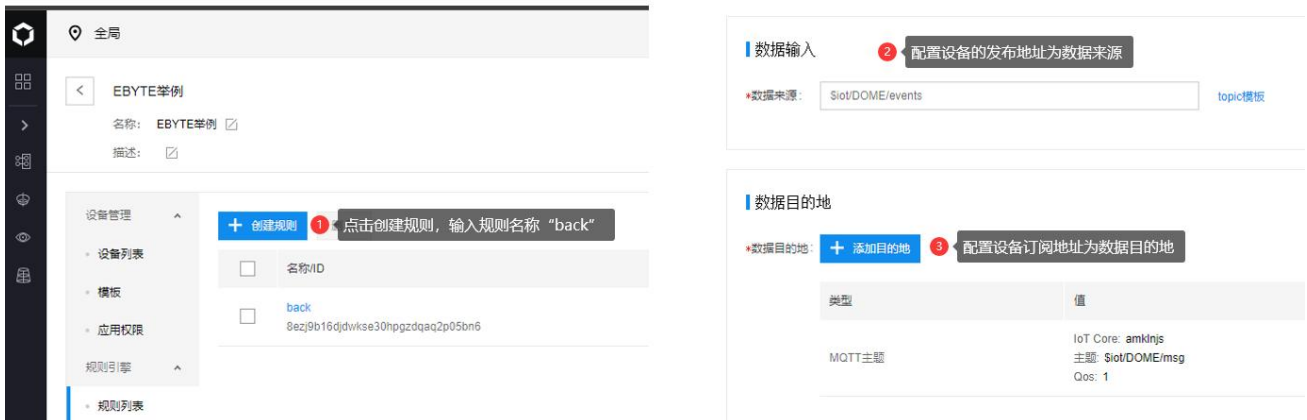 全局
EBYTE举例
名称: EBYTE举例
描述:
设备管理
设备列表
模板
应用权限
规则引擎
规则列表
+ 创建规则
1 点击创建规则，输入规则名称“back”
名称/ID
back
8ezj9b16djdwkse30hpgzdqaq2p05bn6
数据输入
2 配置设备的发布地址为数据来源
*数据来源: $iot/DOME/events topic模板
数据目的地
*数据目的地: + 添加目的地 3 配置设备订阅地址为数据目的地
类型 值
MQTT主题
IoT Core: amklnjs
主题: $iot/DOME/msg
Qos: 1